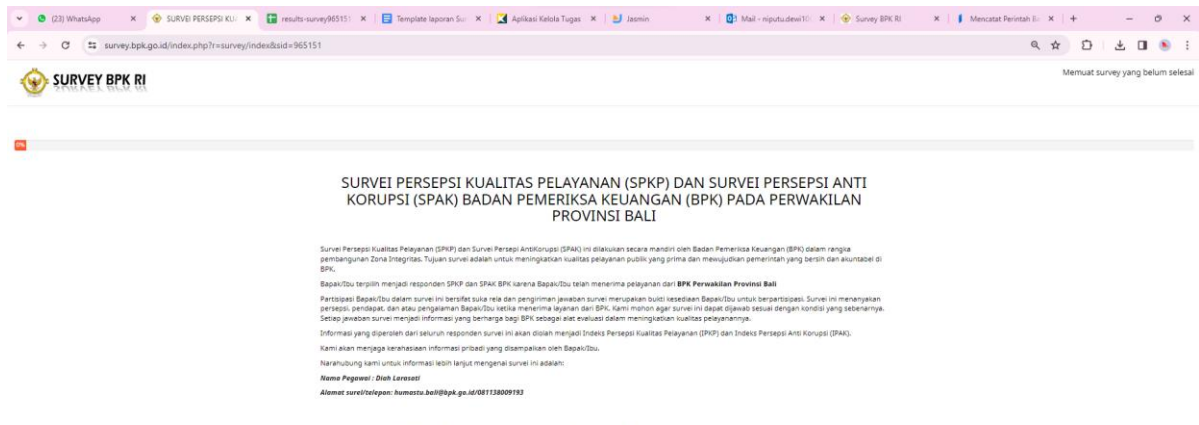 (23) WhatsApp
SURVEI PERSEPSI KU
results-survey96515
Template laporan Su
Aplikasi Kelola Tugas
Jasmin
Mail - niputu.dewi10
Survey BPK RI
Mencatat Perintah
survey.bpk.go.id/index.php?r=survey/index&sid=965151
SURVEY BPK RI
Memuat survey yang belum selesai
0%
SURVEI PERSEPSI KUALITAS PELAYANAN (SPKP) DAN SURVEI PERSEPSI ANTI
KORUPSI (SPAK) BADAN PEMERIKSA KEUANGAN (BPK) PADA PERWAKILAN
PROVINSI BALI
Survei Persepsi Kualitas Pelayanan (SPKP) dan Survei Persepi AntiKorupsi (SPAK) ini dilakukan secara mandiri oleh Badan Pemeriksa Keuangan (BPK) dalam rangka
pembangunan Zona Integritas. Tujuan survei adalah untuk meningkatkan kualitas pelayanan publik yang prima dan mewujudkan pemerintah yang bersih dan akuntabel di
BPK.
Bapak/Ibu terpilih menjadi responden SPKP dan SPAK BPK karena Bapak/Ibu telah menerima pelayanan dari BPK Perwakilan Provinsi Bali
Partisipasi Bapak/Ibu dalam survei ini bersifat suka rela dan pengiriman jawaban survei merupakan bukti kesediaan Bapak/Ibu untuk berpartisipasi. Survei ini menanyakan
persepsi, pendapat, dan atau pengalaman Bapak/Ibu ketika menerima layanan dari BPK. Kami mohon agar survei ini dapat dijawab sesuai dengan kondisi yang sebenarnya.
Setiap jawaban survei menjadi informasi yang berharga bagi BPK sebagai alat evaluasi dalam meningkatkan kualitas pelayanannya.
Informasi yang diperoleh dari seluruh responden survei ini akan diolah menjadi Indeks Persepsi Kualitas Pelayanan (IPKP) dan Indeks Persepsi Anti Korupsi (IPAK).
Kami akan menjaga kerahasiaan informasi pribadi yang disampaikan oleh Bapak/Ibu.
Narahubung kami untuk informasi lebih lanjut mengenai survei ini adalah:
Nama Pegawai : Diah Larasati
Alamat surel/telepon: humastu.bali@bpk.go.id/081138009193